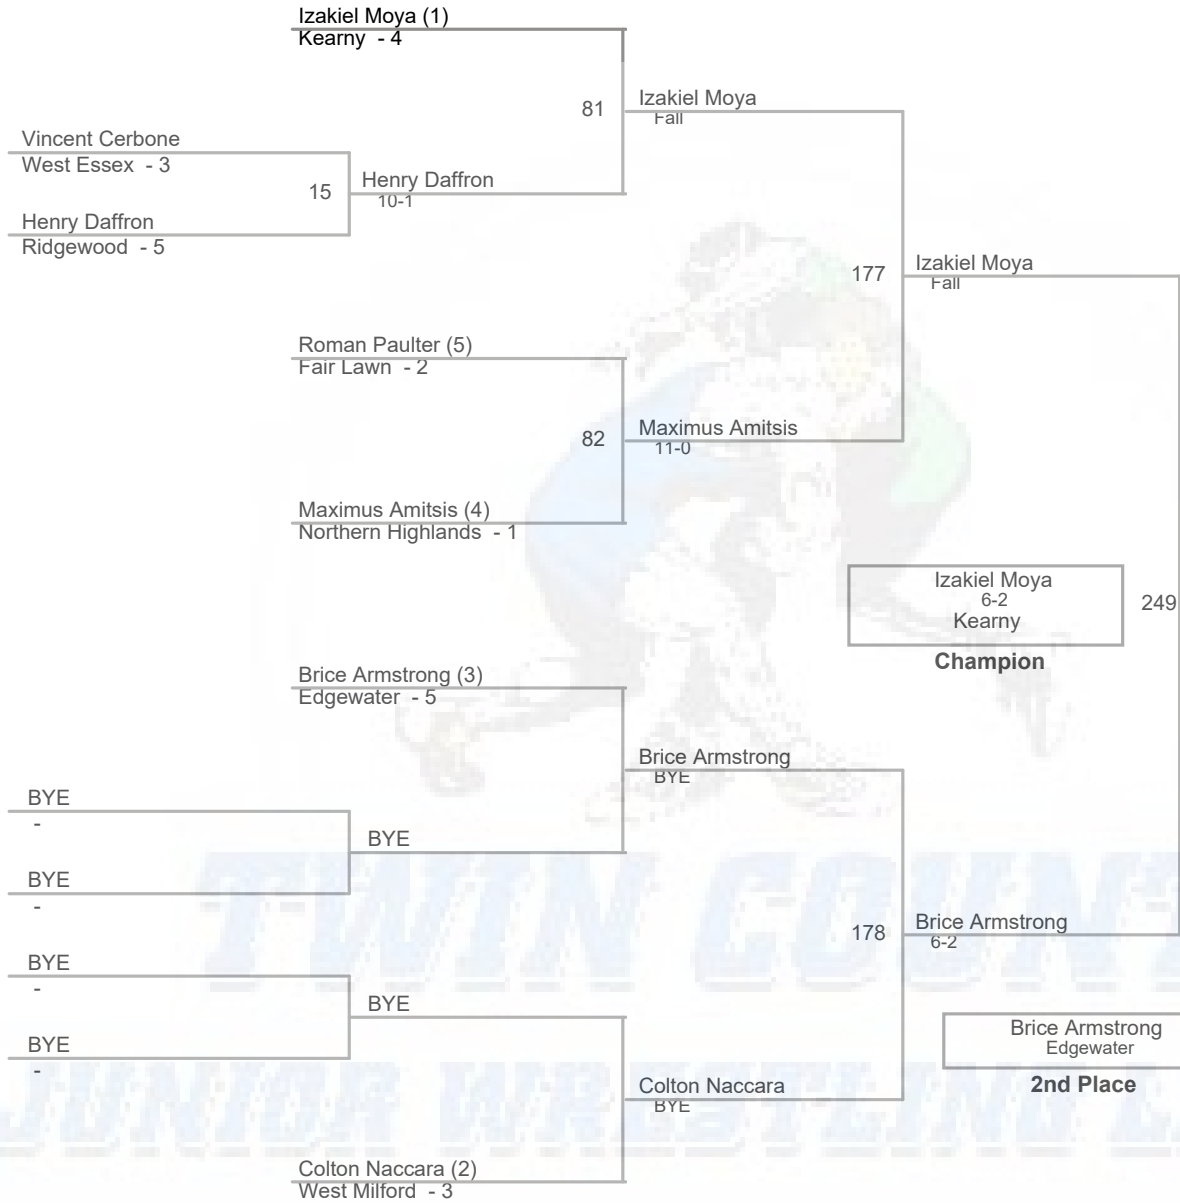 Izakiel Moya (1)
Kearny - 4
81
Izakiel Moya
Fall
Vincent Cerbone
West Essex - 3
15
Henry Daffron
10-1
Henry Daffron
Ridgewood - 5
177
Izakiel Moya
Fall
Roman Paulter (5)
Fair Lawn - 2
82
Maximus Amitsis
11-0
Maximus Amitsis (4)
Northern Highlands - 1
Izakiel Moya
6-2
Kearny
249
Champion
Brice Armstrong (3)
Edgewater - 5
Brice Armstrong
BYE
BYE
-
BYE
BYE
-
178
Brice Armstrong
6-2
BYE
-
BYE
BYE
-
Brice Armstrong
Edgewater
2nd Place
Colton Naccara
BYE
Colton Naccara (2)
West Milford - 3
TWIN COUN
JUNIOR WRESTLING